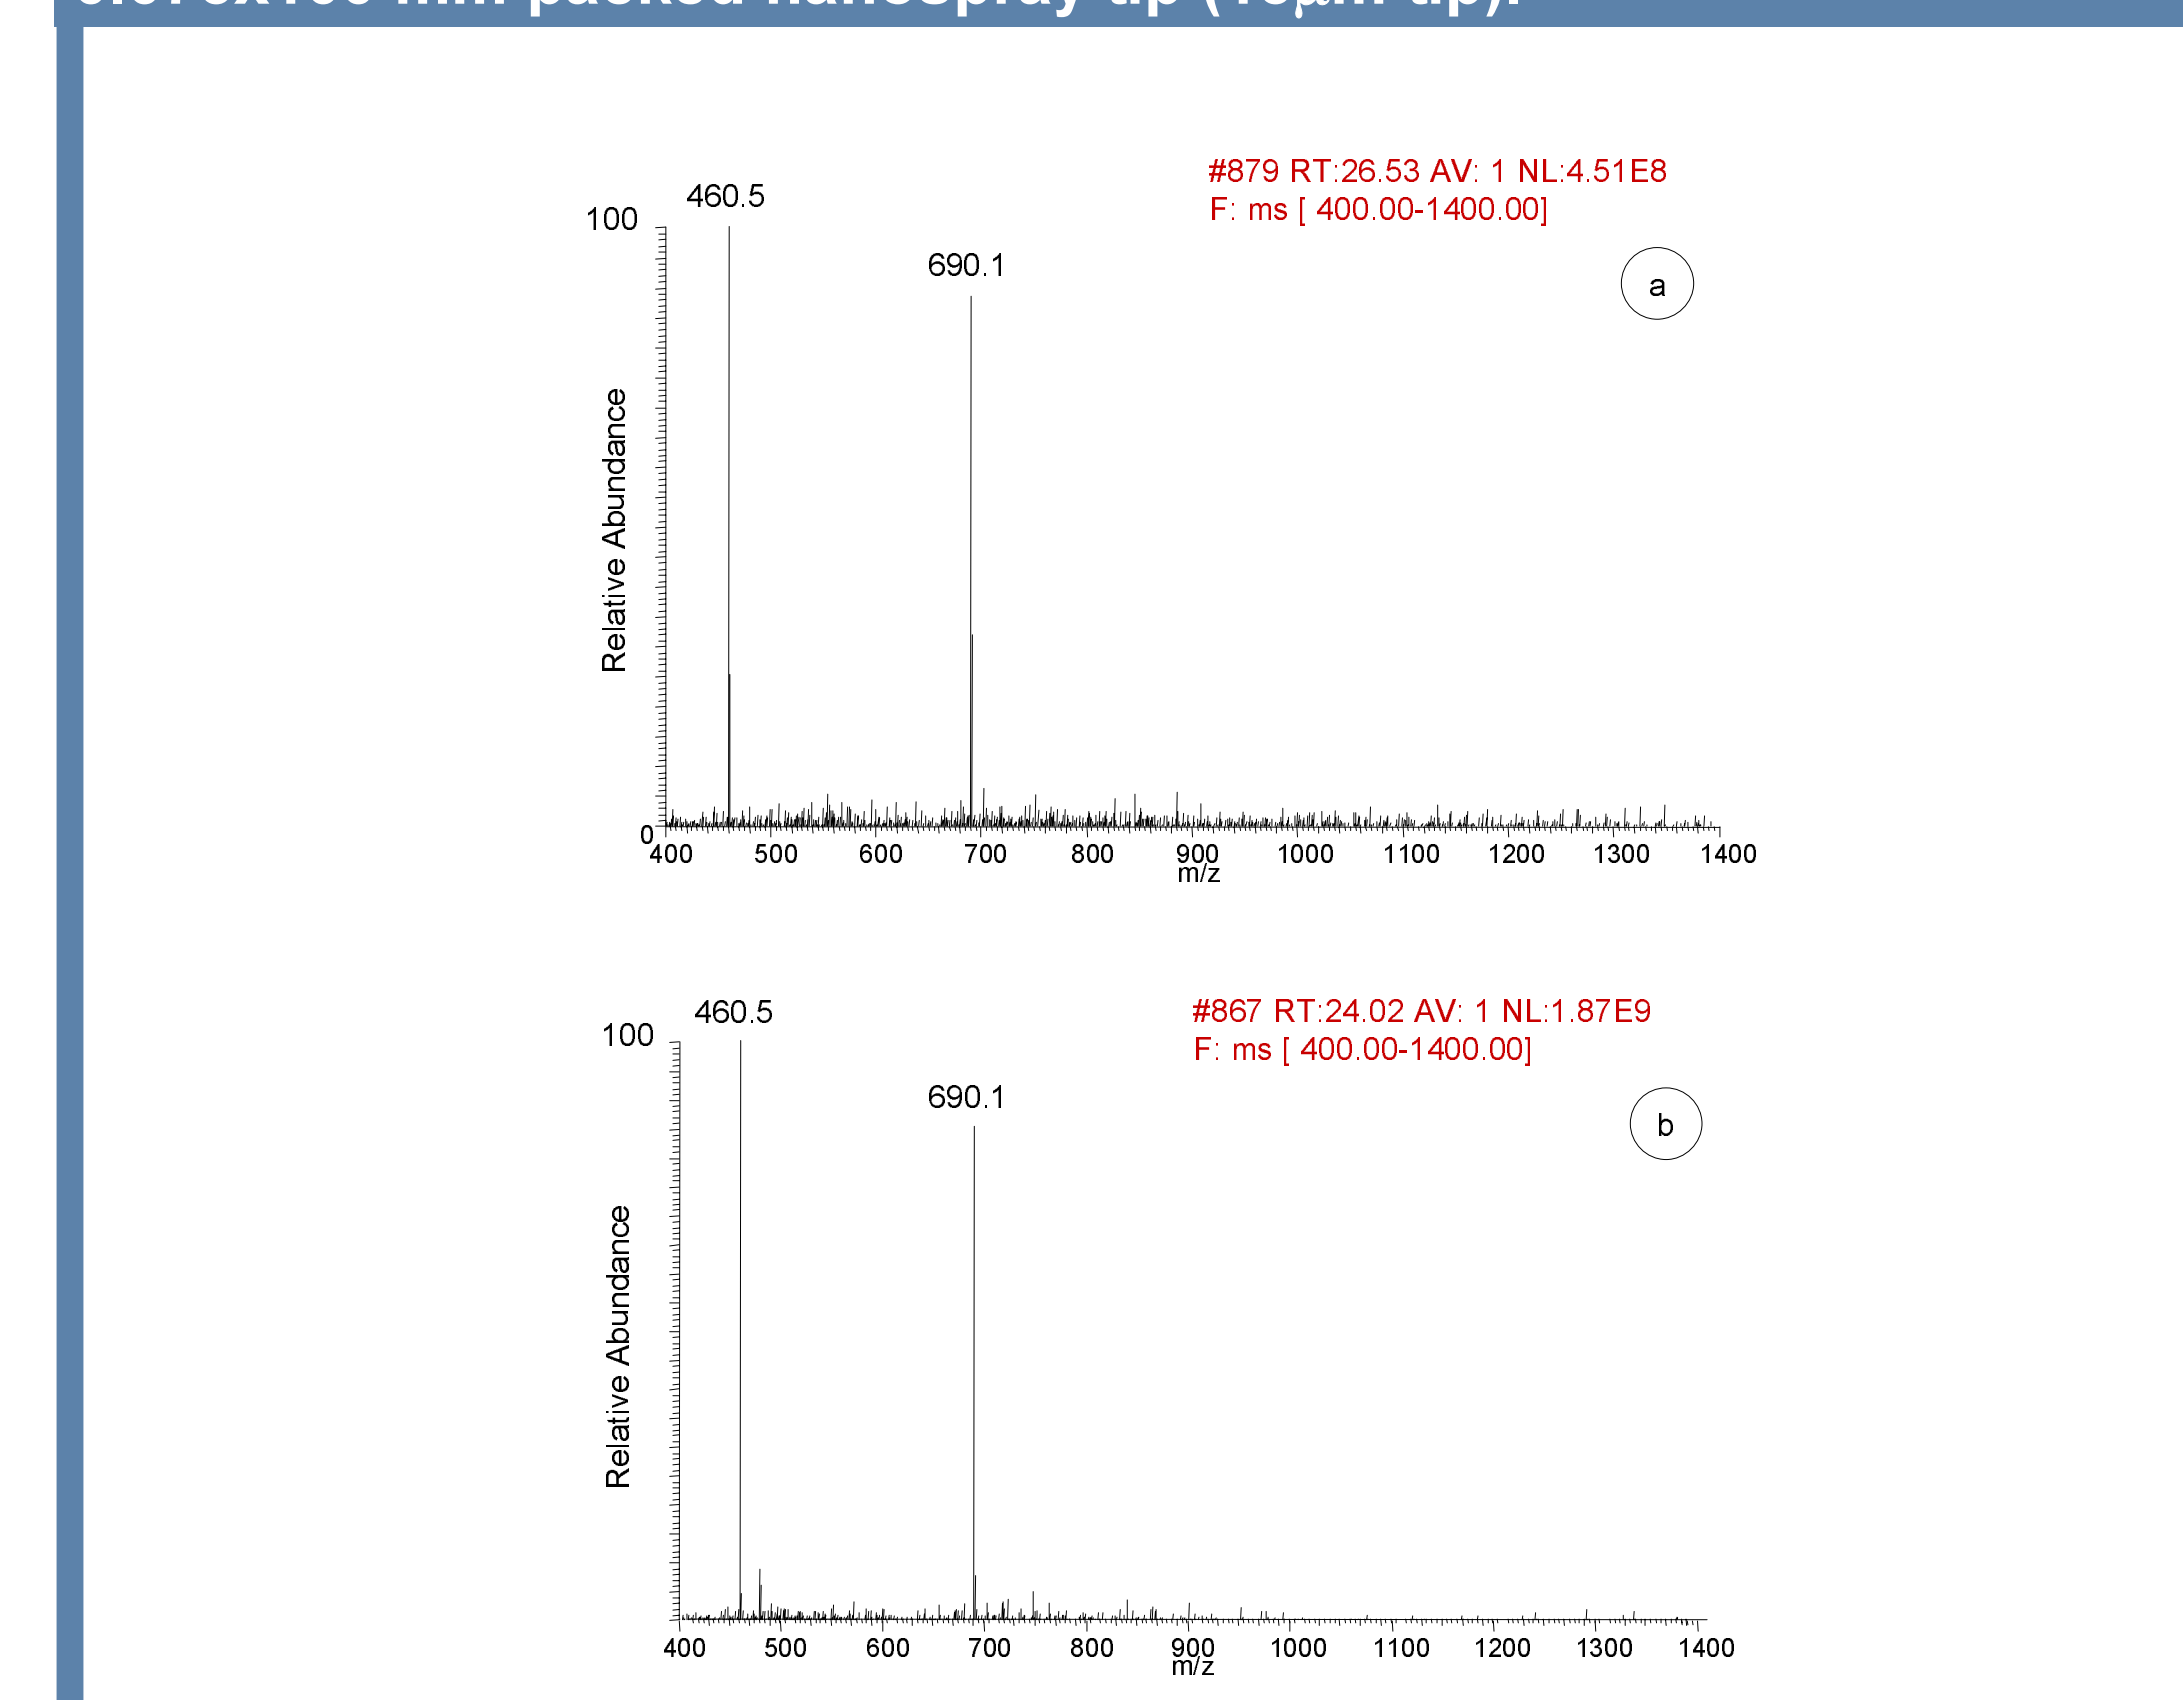 packed nanospray tip
#879 RT:26.53 AV: 1 NL:4.51E8
F: ms [ 400.00-1400.00]
460.5
100
690.1
a
Relative Abundance
0
400 500 600 700 800 900 1000 1100 1200 1300 1400
m/z
#867 RT:24.02 AV: 1 NL:1.87E9
F: ms [ 400.00-1400.00]
460.5
100
690.1
b
Relative Abundance
400 500 600 700 800 900 1000 1100 1200 1300 1400
m/z